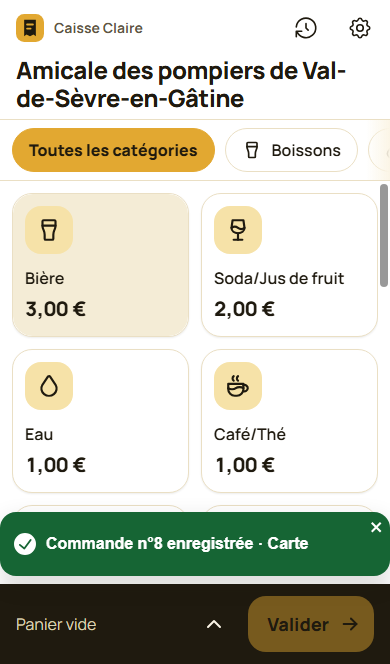 Caisse Claire
Amicale des pompiers de Val-
de-Sèvre-en-Gâtine
Toutes les catégories
Boissons
Bière
3,00 €
Soda/Jus de fruit
2,00 €
Eau
1,00 €
Café/Thé
1,00 €
Commande n°8 enregistrée · Carte
Panier vide
Valider